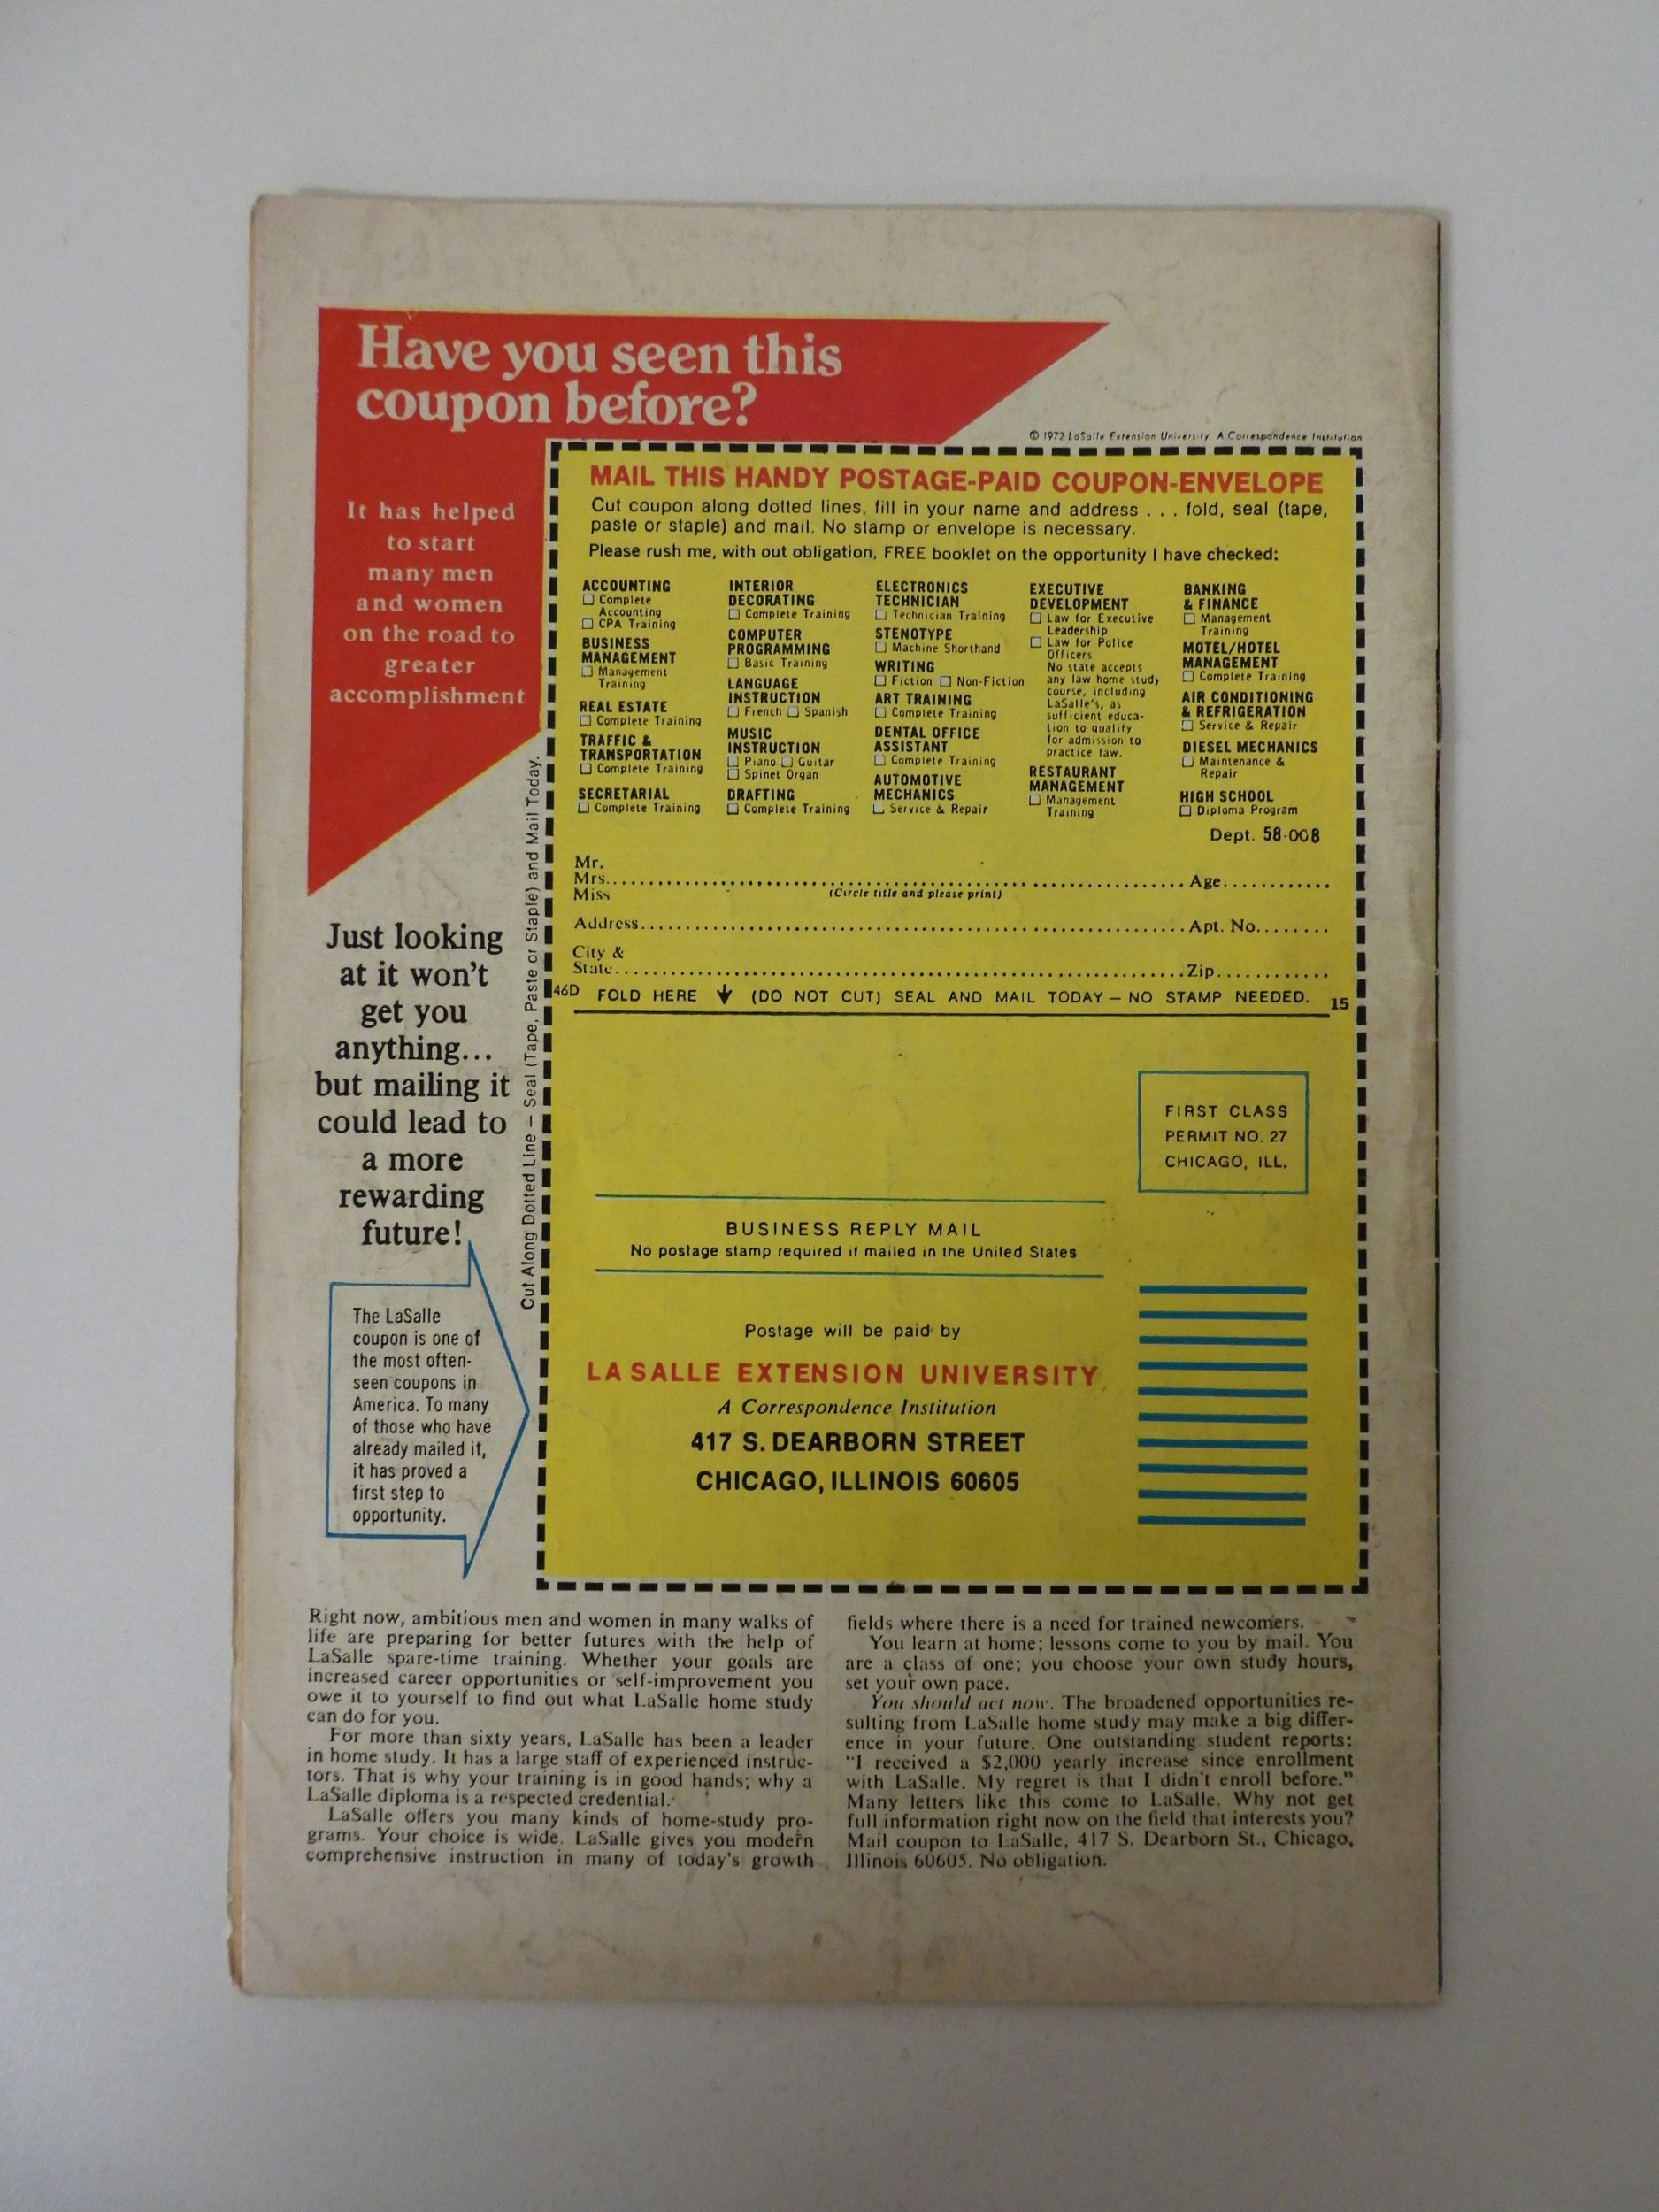 Have you seen this
coupon before?
© 1972 LaSalle Extension University A Correspondence Institution
It has helped
to start
many men
and women
on the road to
greater
accomplishment
Just looking
at it won't
get you
anything...
but mailing it
could lead to
a more
rewarding
future!
The LaSalle
coupon is one of
the most often-
seen coupons in
America. To many
of those who have
already mailed it,
it has proved a
first step to
opportunity.
Cut Along Dotted Line — Seal (Tape, Paste or Staple) and Mail Today.
MAIL THIS HANDY POSTAGE-PAID COUPON-ENVELOPE
Cut coupon along dotted lines, fill in your name and address . . . fold, seal (tape,
paste or staple) and mail. No stamp or envelope is necessary.
Please rush me, with out obligation, FREE booklet on the opportunity I have checked:
ACCOUNTING
☐ Complete
Accounting
☐ CPA Training
BUSINESS
MANAGEMENT
☐ Management
Training
REAL ESTATE
☐ Complete Training
TRAFFIC &
TRANSPORTATION
☐ Complete Training
SECRETARIAL
☐ Complete Training
INTERIOR
DECORATING
☐ Complete Training
COMPUTER
PROGRAMMING
☐ Basic Training
LANGUAGE
INSTRUCTION
☐ French ☐ Spanish
MUSIC
INSTRUCTION
☐ Piano ☐ Guitar
☐ Spinet Organ
DRAFTING
☐ Complete Training
ELECTRONICS
TECHNICIAN
☐ Technician Training
STENOTYPE
☐ Machine Shorthand
WRITING
☐ Fiction ☐ Non-Fiction
ART TRAINING
☐ Complete Training
DENTAL OFFICE
ASSISTANT
☐ Complete Training
AUTOMOTIVE
MECHANICS
☐ Service & Repair
EXECUTIVE
DEVELOPMENT
☐ Law for Executive
Leadership
☐ Law for Police
Officers
No state accepts
any law home study
course, including
LaSalle's, as
sufficient educa-
tion to qualify
for admission to
practice law.
RESTAURANT
MANAGEMENT
☐ Management
Training
BANKING
& FINANCE
☐ Management
Training
MOTEL/HOTEL
MANAGEMENT
☐ Complete Training
AIR CONDITIONING
& REFRIGERATION
☐ Service & Repair
DIESEL MECHANICS
☐ Maintenance &
Repair
HIGH SCHOOL
☐ Diploma Program
Dept. 58-008
Mr.
Mrs. Age
Miss (Circle title and please print)
Address Apt. No.
City &
State Zip
46D FOLD HERE ↓ (DO NOT CUT) SEAL AND MAIL TODAY — NO STAMP NEEDED. 15
FIRST CLASS
PERMIT NO. 27
CHICAGO, ILL.
BUSINESS REPLY MAIL
No postage stamp required if mailed in the United States
Postage will be paid by
LA SALLE EXTENSION UNIVERSITY
A Correspondence Institution
417 S. DEARBORN STREET
CHICAGO, ILLINOIS 60605
Right now, ambitious men and women in many walks of
life are preparing for better futures with the help of
LaSalle spare-time training. Whether your goals are
increased career opportunities or self-improvement you
owe it to yourself to find out what LaSalle home study
can do for you.
For more than sixty years, LaSalle has been a leader
in home study. It has a large staff of experienced instruc-
tors. That is why your training is in good hands; why a
LaSalle diploma is a respected credential.
LaSalle offers you many kinds of home-study pro-
grams. Your choice is wide. LaSalle gives you modern
comprehensive instruction in many of today's growth
fields where there is a need for trained newcomers.
You learn at home; lessons come to you by mail. You
are a class of one; you choose your own study hours,
set your own pace.
You should act now. The broadened opportunities re-
sulting from LaSalle home study may make a big differ-
ence in your future. One outstanding student reports:
"I received a $2,000 yearly increase since enrollment
with LaSalle. My regret is that I didn't enroll before."
Many letters like this come to LaSalle. Why not get
full information right now on the field that interests you?
Mail coupon to LaSalle, 417 S. Dearborn St., Chicago,
Illinois 60605. No obligation.